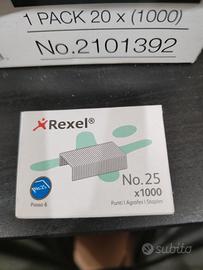 1 PACK 20 x (1000)
No.2101392
Rexel®
No.25
x1000
Passo 6
Punti | Agrafes | Staples
subito